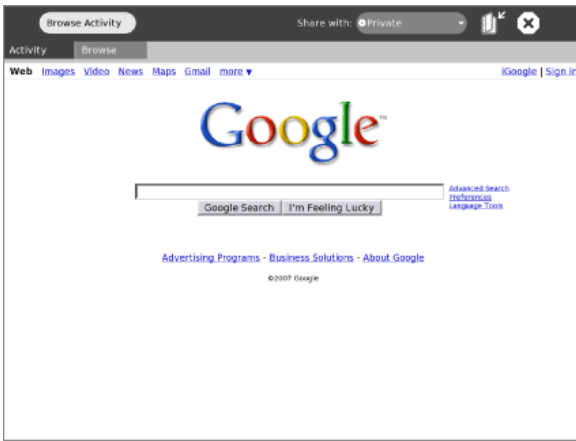 Browse Activity Share with: Private
Activity Browse
Web Images Video News Maps Gmail more ▼ iGoogle | Sign in
Google™
Advanced Search
Preferences
Language Tools
Google Search I'm Feeling Lucky
Advertising Programs - Business Solutions - About Google
©2007 Google